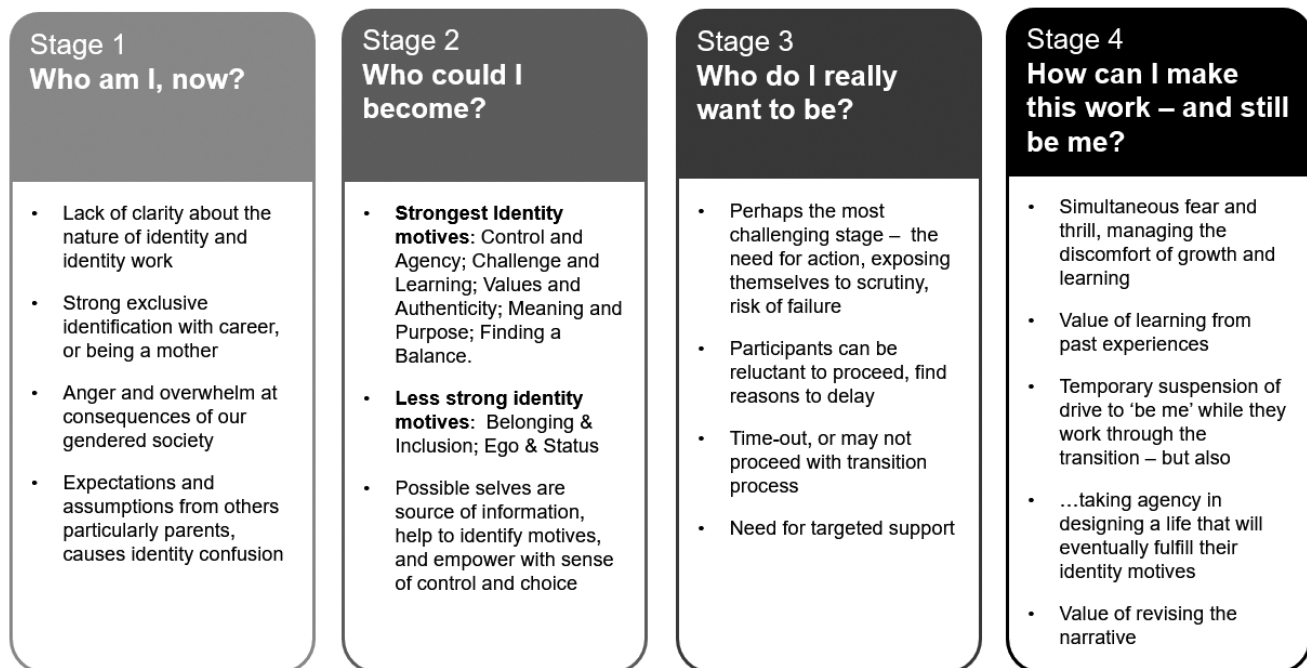 Stage 1
Who am I, now?
• Lack of clarity about the
nature of identity and
identity work
• Strong exclusive
identification with career,
or being a mother
• Anger and overwhelm at
consequences of our
gendered society
• Expectations and
assumptions from others
particularly parents,
causes identity confusion
Stage 2
Who could I
become?
• Strongest Identity
motives: Control and
Agency; Challenge and
Learning; Values and
Authenticity; Meaning and
Purpose; Finding a
Balance.
• Less strong identity
motives: Belonging &
Inclusion; Ego & Status
• Possible selves are
source of information,
help to identify motives,
and empower with sense
of control and choice
Stage 3
Who do I really
want to be?
• Perhaps the most
challenging stage – the
need for action, exposing
themselves to scrutiny,
risk of failure
• Participants can be
reluctant to proceed, find
reasons to delay
• Time-out, or may not
proceed with transition
process
• Need for targeted support
Stage 4
How can I make
this work – and still
be me?
• Simultaneous fear and
thrill, managing the
discomfort of growth and
learning
• Value of learning from
past experiences
• Temporary suspension of
drive to ‘be me’ while they
work through the
transition – but also
• …taking agency in
designing a life that will
eventually fulfill their
identity motives
• Value of revising the
narrative